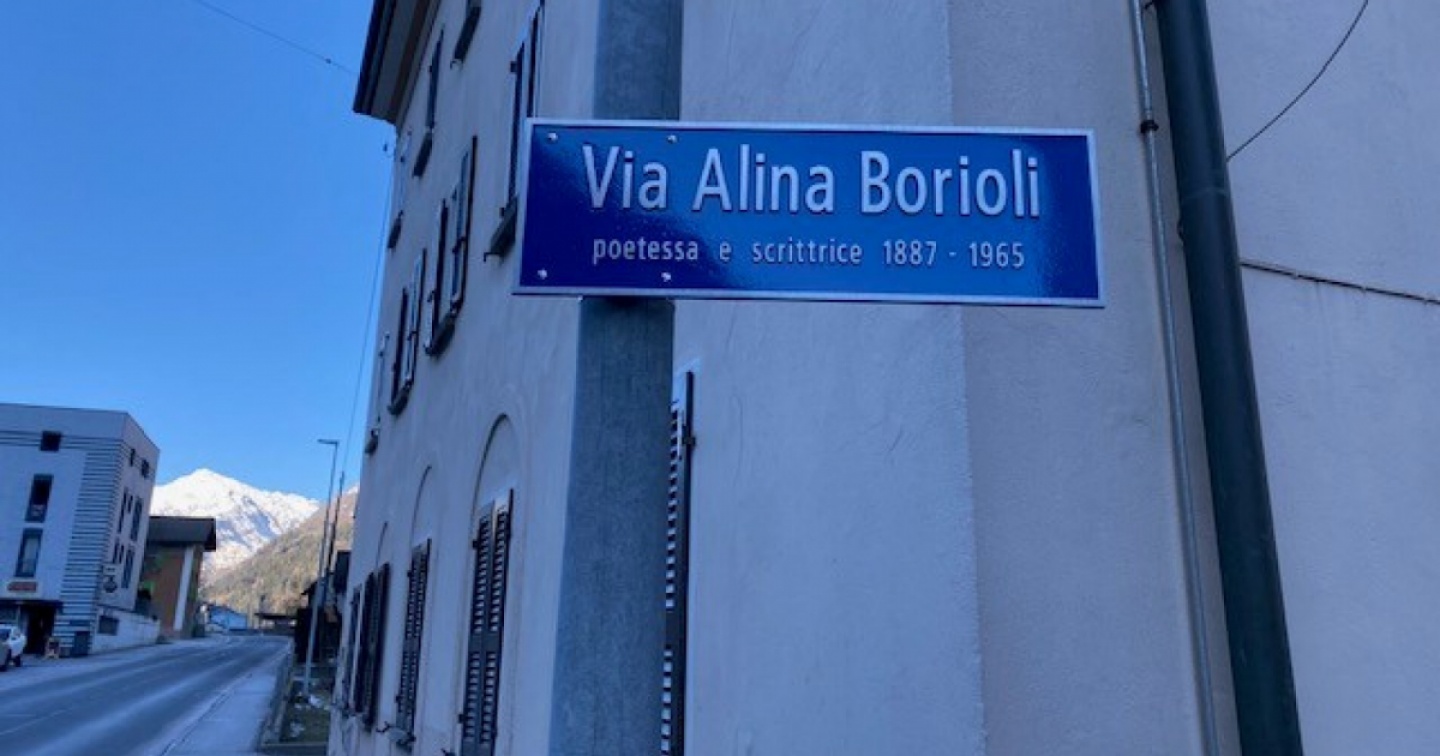 Via Alina Borioli
poetessa e scrittrice 1887 - 1965